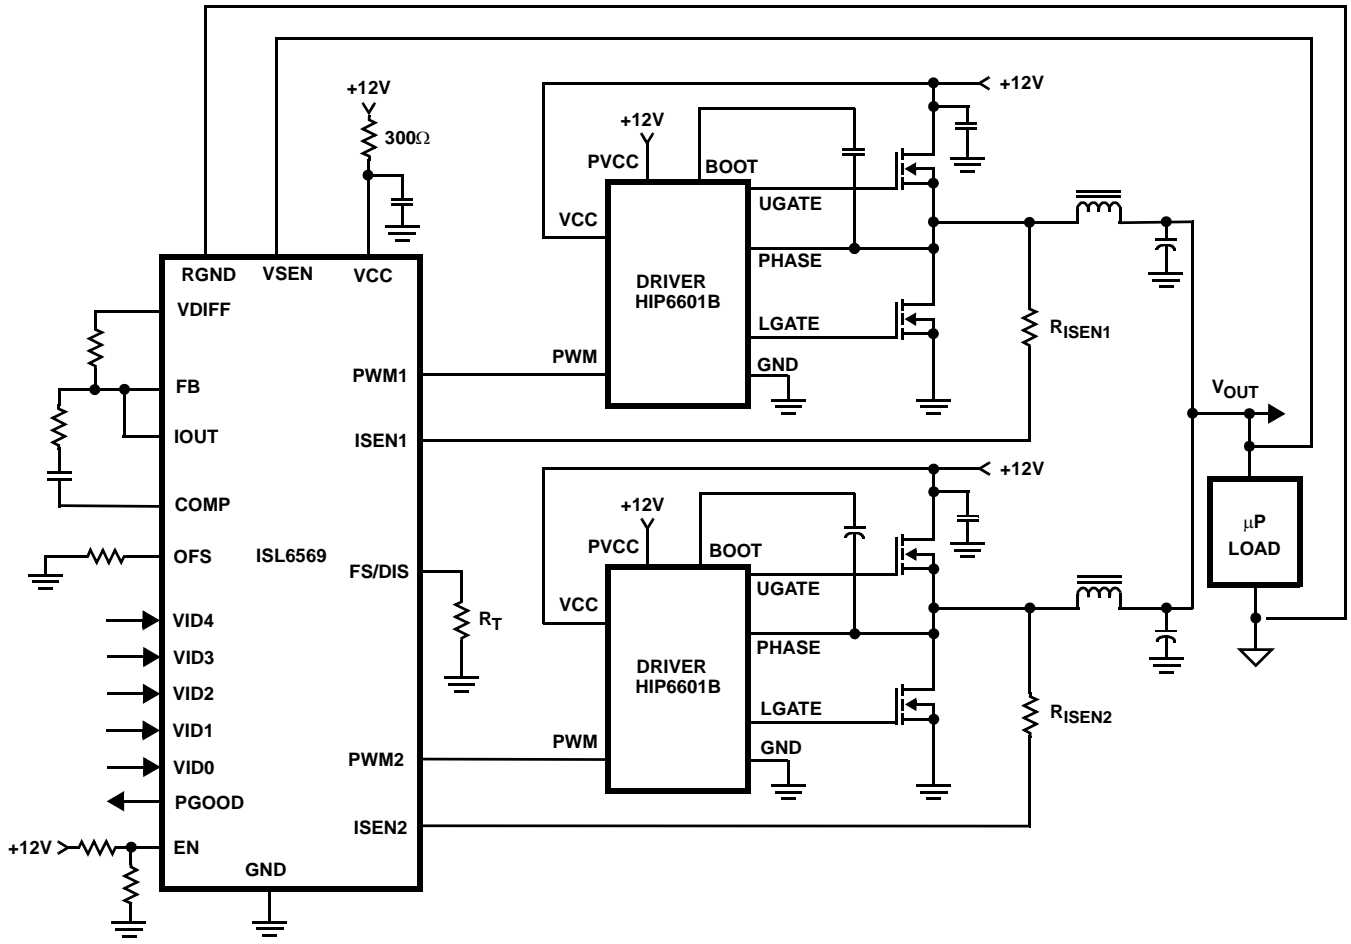 +12V
300Ω
RGND
VSEN
VCC
VDIFF
FB
IOUT
COMP
OFS
ISL6569
VID4
VID3
VID2
VID1
VID0
PGOOD
+12V
EN
GND
PWM1
ISEN1
FS/DIS
RT
PWM2
ISEN2
+12V
+12V
PVCC
BOOT
VCC
UGATE
PHASE
DRIVER
HIP6601B
LGATE
PWM
GND
RISEN1
+12V
+12V
PVCC
BOOT
VCC
UGATE
PHASE
DRIVER
HIP6601B
LGATE
PWM
GND
RISEN2
VOUT
μP
LOAD